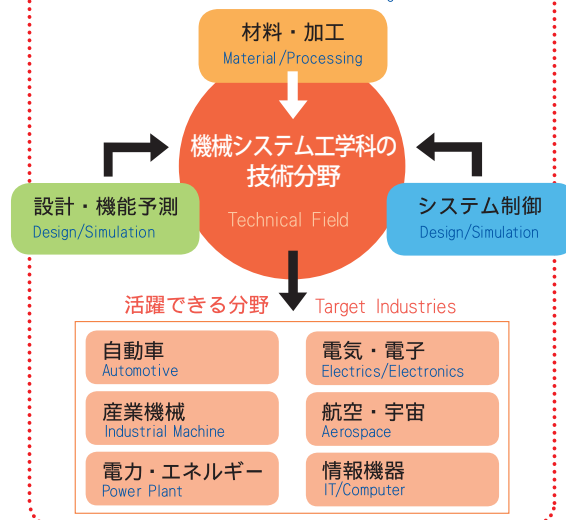 材料・加工
Material/Processing
機械システム工学科の
技術分野
Technical Field
設計・機能予測
Design/Simulation
システム制御
Design/Simulation
活躍できる分野 Target Industries
自動車
Automotive
電気・電子
Electrics/Electronics
産業機械
Industrial Machine
航空・宇宙
Aerospace
電力・エネルギー
Power Plant
情報機器
IT/Computer